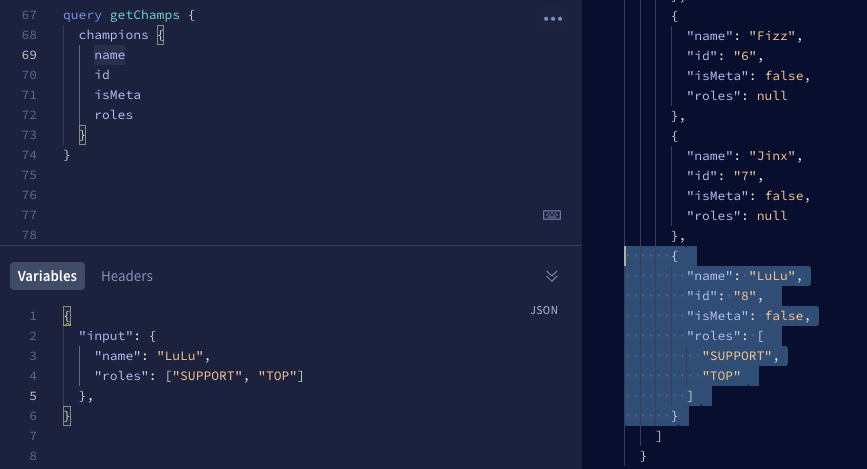 67 query getChamps {
68 champions {
69 name
70 id
71 isMeta
72 roles
73 }
74 }
75
76
77
78
Variables Headers
JSON
1 {
2 "input": {
3 "name": "LuLu",
4 "roles": ["SUPPORT", "TOP"]
5 },
6 }
7
8
{
"name": "Fizz",
"id": "6",
"isMeta": false,
"roles": null
},
{
"name": "Jinx",
"id": "7",
"isMeta": false,
"roles": null
},
{
"name": "LuLu",
"id": "8",
"isMeta": false,
"roles": [
"SUPPORT",
"TOP"
]
}
]
}